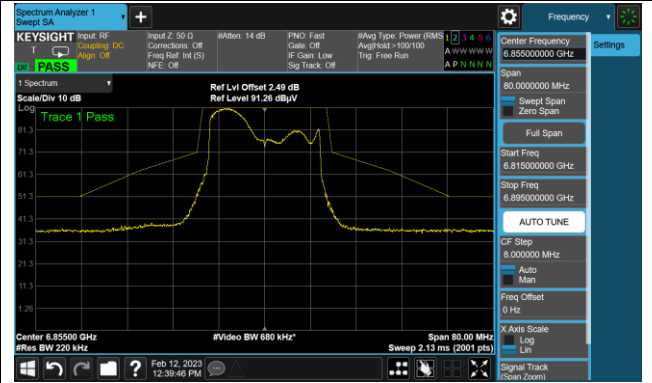 Spectrum Analyzer 1
Swept SA
Frequency
KEYSIGHT
Input: RF
Coupling: DC
Align: Off
Input Z: 50 Ω
Corrections: Off
Freq Ref: Int (S)
NFE: Off
#Atten: 14 dB
PNO: Fast
Gate: Off
IF Gain: Low
Sig Track: Off
#Avg Type: Power (RMS
Avg|Hold:>100/100
Trig: Free Run
1 2 3 4 5 6
A W W W W W
A P N N N N
T
LXI
PASS
1 Spectrum
Scale/Div 10 dB
Ref Lvl Offset 2.49 dB
Ref Level 91.26 dBµV
Log
Trace 1 Pass
81.3
71.3
61.3
51.3
41.3
31.3
21.3
11.3
1.26
Center 6.85500 GHz
#Res BW 220 kHz
#Video BW 680 kHz*
Span 80.00 MHz
Sweep 2.13 ms (2001 pts)
Feb 12, 2023
12:39:46 PM
Center Frequency
6.855000000 GHz
Settings
Span
80.0000000 MHz
Swept Span
Zero Span
Full Span
Start Freq
6.815000000 GHz
Stop Freq
6.895000000 GHz
AUTO TUNE
CF Step
8.000000 MHz
Auto
Man
Freq Offset
0 Hz
X Axis Scale
Log
Lin
Signal Track
(Span Zoom)